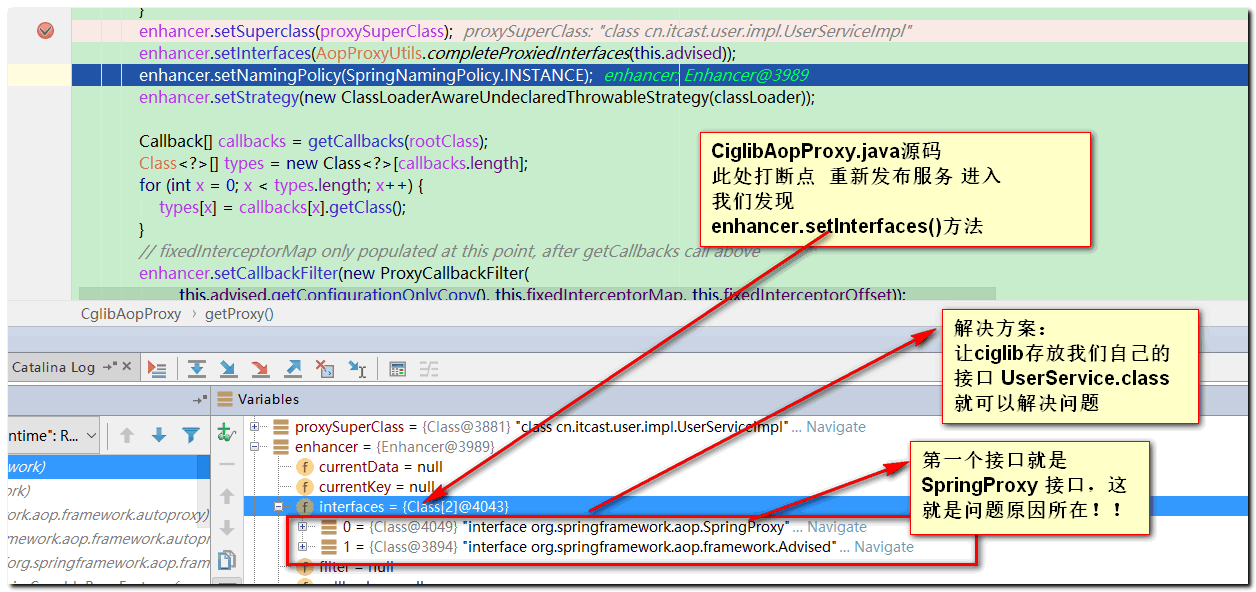 }
enhancer.setSuperclass(proxySuperClass); proxySuperClass: "class cn.itcast.user.impl.UserServiceImpl"
enhancer.setInterfaces(AopProxyUtils.completeProxiedInterfaces(this.advised));
enhancer.setNamingPolicy(SpringNamingPolicy.INSTANCE); enhancer: Enhancer@3989
enhancer.setStrategy(new ClassLoaderAwareUndeclaredThrowableStrategy(classLoader));
Callback[] callbacks = getCallbacks(rootClass);
Class<?>[] types = new Class<?>[callbacks.length];
for (int x = 0; x < types.length; x++) {
types[x] = callbacks[x].getClass();
}
// fixedInterceptorMap only populated at this point, after getCallbacks call above
enhancer.setCallbackFilter(new ProxyCallbackFilter(
this.advised.getConfigurationOnlyCopy(), this.fixedInterceptorMap, this.fixedInterceptorOffset));
CiglibAopProxy.java源码
此处打断点 重新发布服务 进入
我们发现
enhancer.setInterfaces()方法
CglibAopProxy › getProxy()
解决方案：
让ciglib存放我们自己的
接口 UserService.class
就可以解决问题
Catalina Log
Variables
ntime": R...
work)
ork)
ork.aop.framework.autoproxy)
ork.aop.framework.autopr
org.springframework.aop.fram
proxySuperClass = {Class@3881} "class cn.itcast.user.impl.UserServiceImpl"... Navigate
enhancer = {Enhancer@3989}
currentData = null
currentKey = null
interfaces = {Class[2]@4043}
0 = {Class@4049} "interface org.springframework.aop.SpringProxy"... Navigate
1 = {Class@3894} "interface org.springframework.aop.framework.Advised"... Navigate
filter = null
第一个接口就是
SpringProxy 接口，这
就是问题原因所在！！